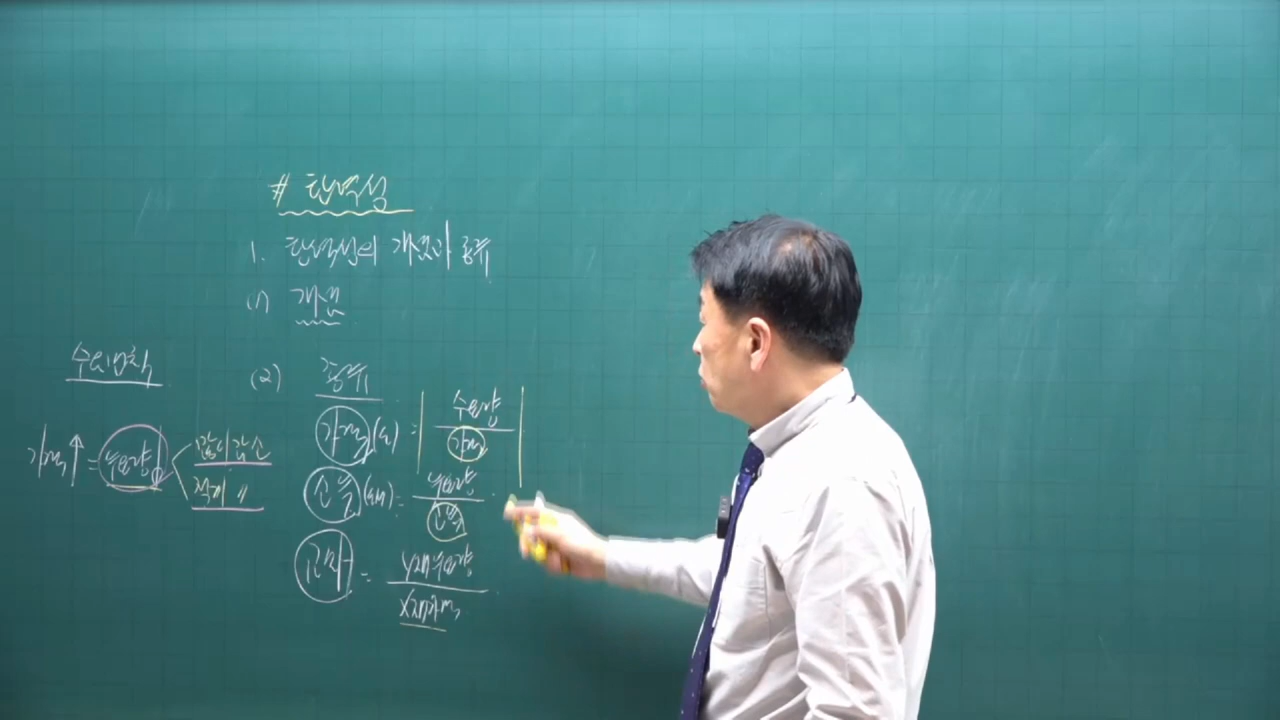 # 탄력성
1. 탄력성의 개념과 종류
(1) 개념
수요법칙
(2) 종류
가격↑ = 수요량↓ < 많이 감소
적게 〃
가격 = | 수요량 / 가격 |
소득 = 수요량 / 소득
교차 = Y재수요량 / X재가격